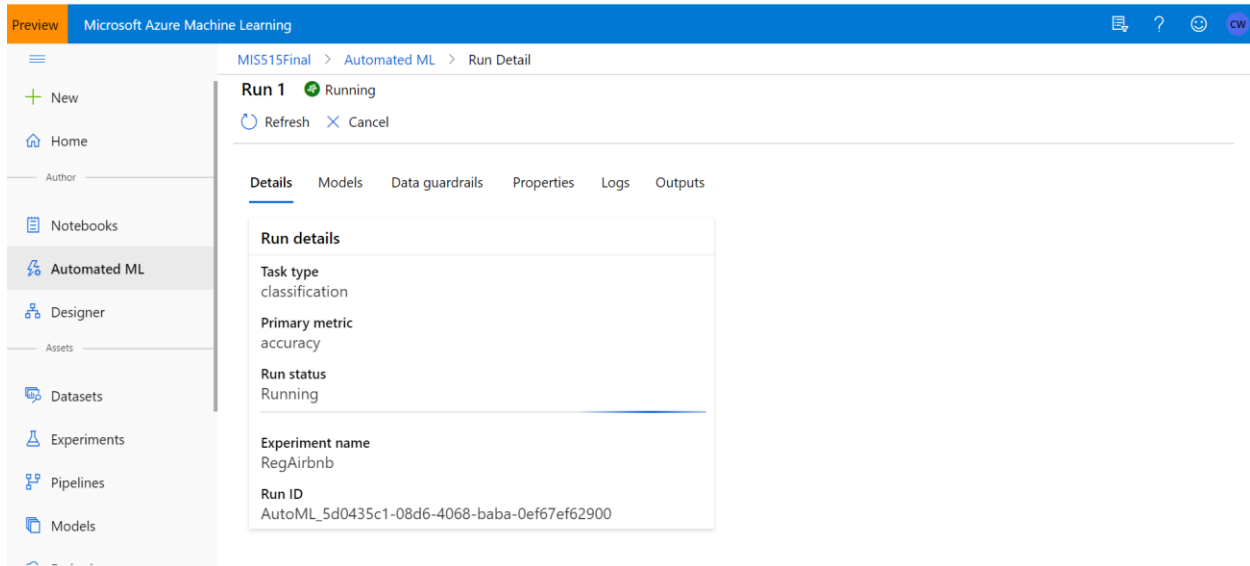 Preview Microsoft Azure Machine Learning ? CW
MIS515Final > Automated ML > Run Detail
Run 1 Running
Refresh Cancel
New
Home
Author
Notebooks
Automated ML
Designer
Assets
Datasets
Experiments
Pipelines
Models
Details Models Data guardrails Properties Logs Outputs
Run details
Task type
classification
Primary metric
accuracy
Run status
Running
Experiment name
RegAirbnb
Run ID
AutoML_5d0435c1-08d6-4068-baba-0ef67ef62900